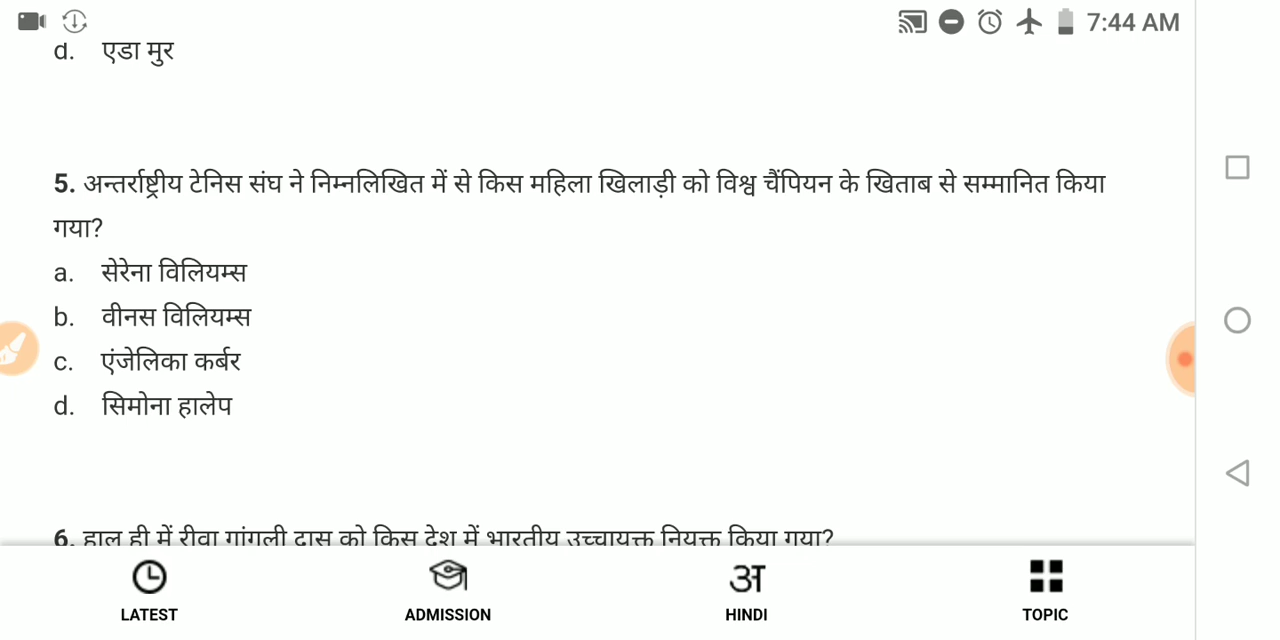 7:44 AM
d. एडा मुर
5. अन्तर्राष्ट्रीय टेनिस संघ ने निम्नलिखित में से किस महिला खिलाड़ी को विश्व चैंपियन के खिताब से सम्मानित किया
गया?
a. सेरेना विलियम्स
b. वीनस विलियम्स
c. एंजेलिका कर्बर
d. सिमोना हालेप
6. हाल ही में रीवा गांगुली दास को किस देश में भारतीय उच्चायुक्त नियुक्त किया गया?
LATEST ADMISSION HINDI TOPIC
अ